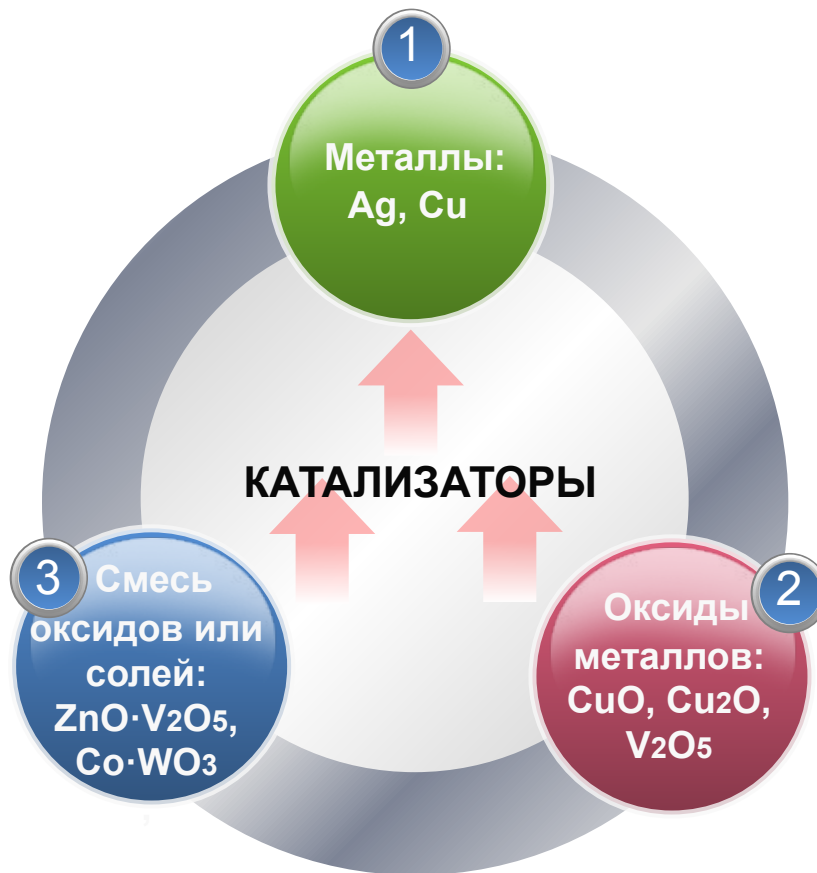 1
Металлы:
Ag, Cu
КАТАЛИЗАТОРЫ
2
Оксиды
металлов:
CuO, Cu2O,
V2O5
3
Смесь
оксидов или
солей:
ZnO·V2O5,
Co·WO3
,